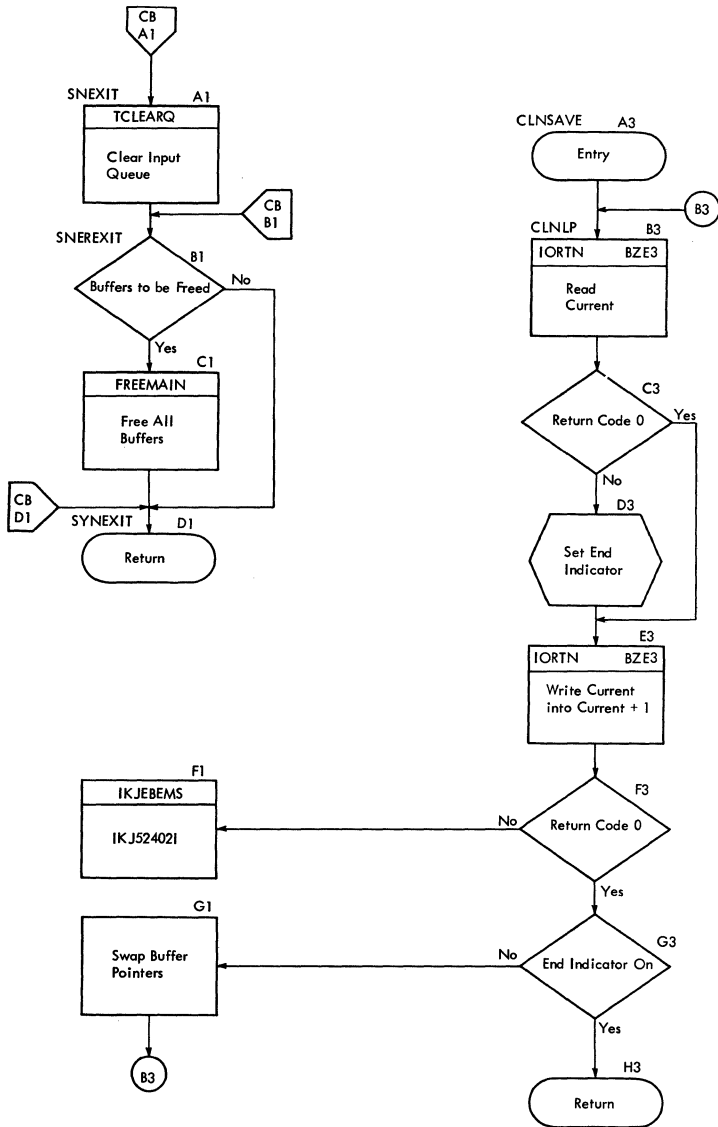 CB
A1
SNEXIT
A1
TCLEARQ
Clear Input
Queue
CB
B1
SNEREXIT
B1
Buffers to be Freed
No
Yes
C1
FREEMAIN
Free All
Buffers
CB
D1
SYNEXIT
D1
Return
CLNSAVE
A3
Entry
B3
CLNLP
B3
IORTN BZE3
Read
Current
C3
Return Code 0
Yes
No
D3
Set End
Indicator
E3
IORTN BZE3
Write Current
into Current + 1
F3
Return Code 0
No
Yes
F1
IKJEBEMS
IKJ52402I
G3
End Indicator On
No
Yes
G1
Swap Buffer
Pointers
B3
H3
Return